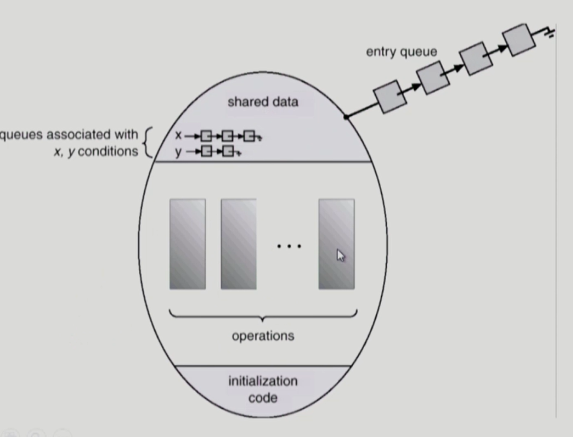 entry queue
shared data
queues associated with
x, y conditions
x
y
...
operations
initialization
code